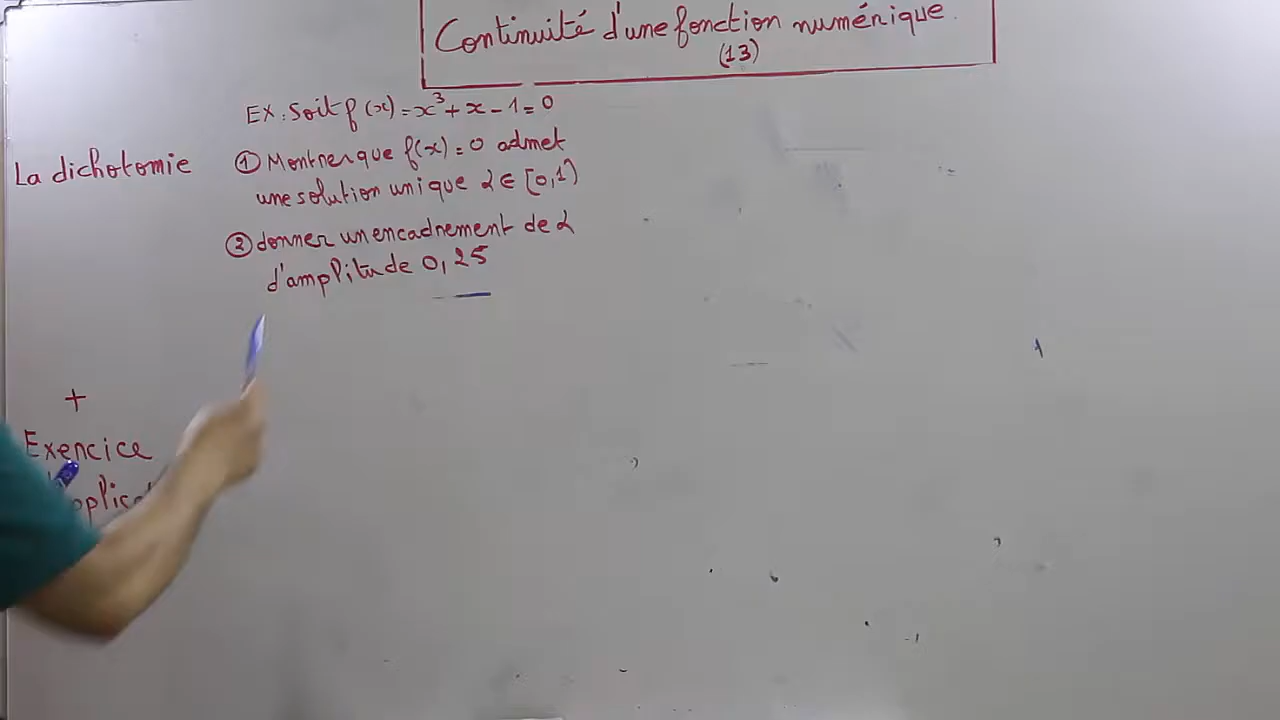 Continuité d'une fonction numérique.
(13)
EX: Soit f(x)=x³+x-1=0
La dichotomie
① Montrer que f(x)=0 admet
une solution unique α∈[0,1]
② donner un encadrement de α
d'amplitude 0,25
+
Exercice